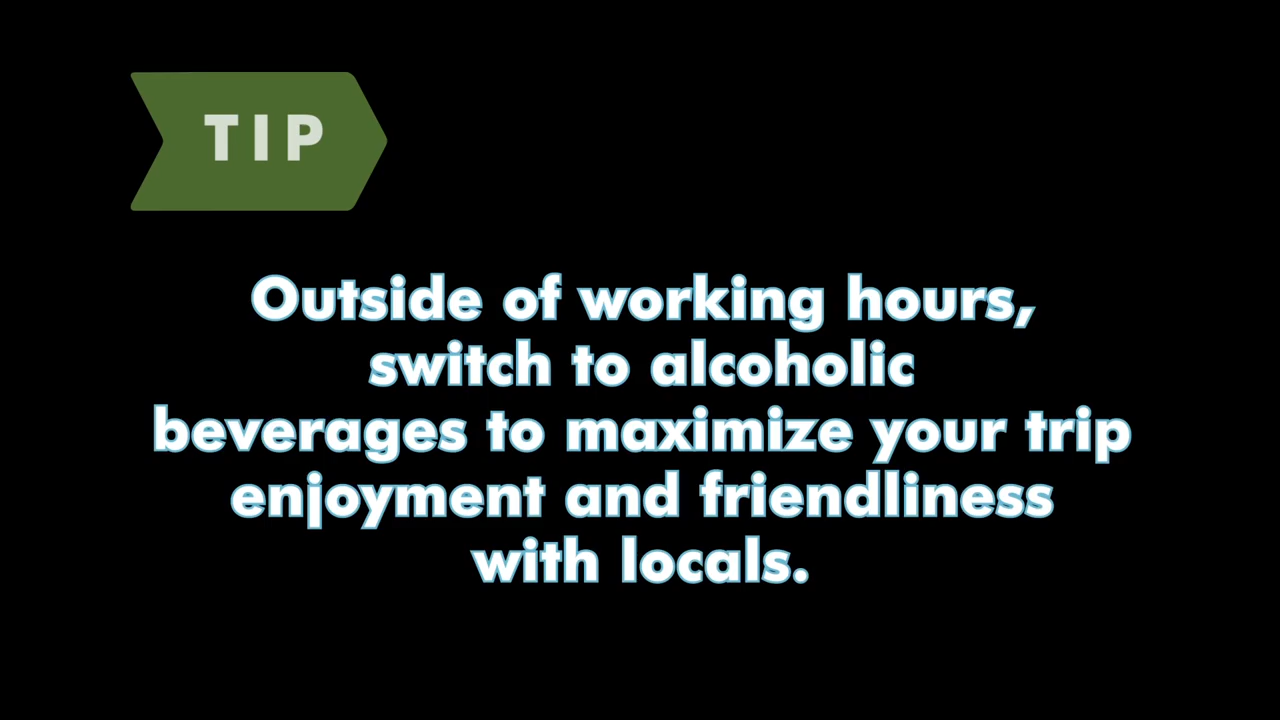 TIP
Outside of working hours,
switch to alcoholic
beverages to maximize your trip
enjoyment and friendliness
with locals.